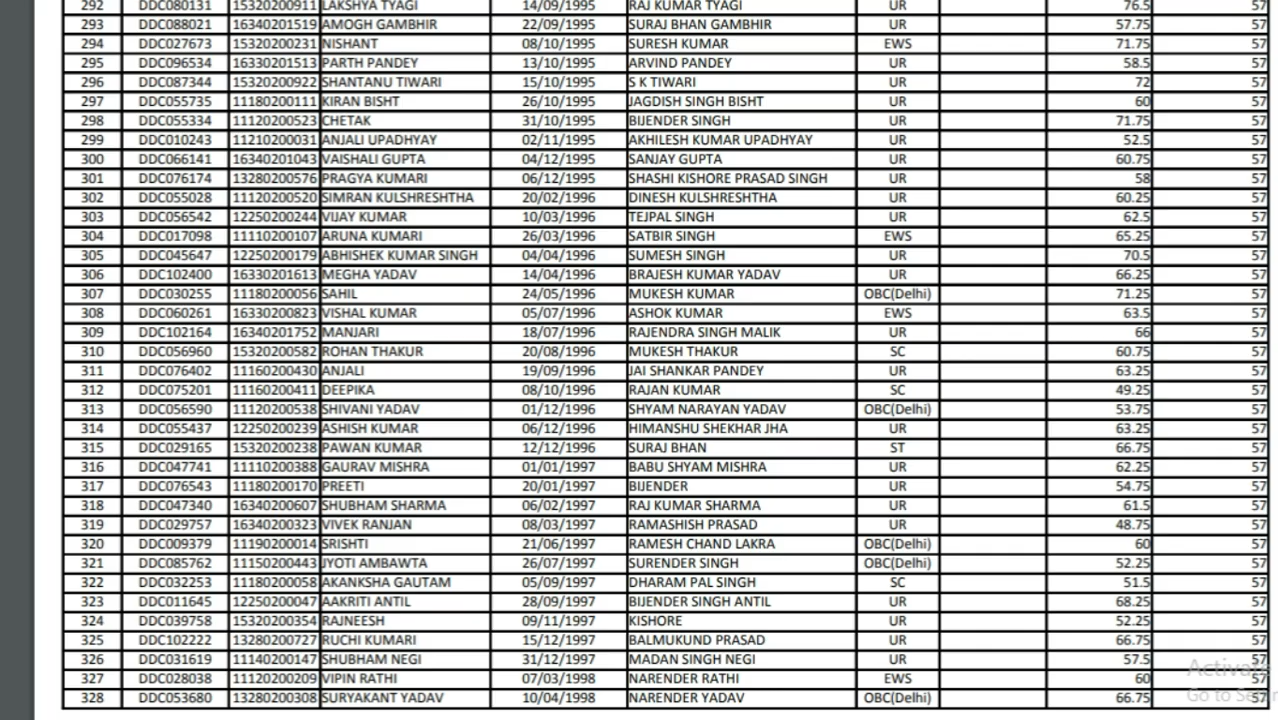 292 DDC080131 15320200911 LAKSHYA TYAGI 14/09/1995 RAJ KUMAR TYAGI UR 76.5 57
293 DDC088021 16340201519 AMOGH GAMBHIR 22/09/1995 SURAJ BHAN GAMBHIR UR 57.75 57
294 DDC027673 15320200231 NISHANT 08/10/1995 SURESH KUMAR EWS 71.75 57
295 DDC096534 16330201513 PARTH PANDEY 13/10/1995 ARVIND PANDEY UR 58.5 57
296 DDC087344 15320200922 SHANTANU TIWARI 15/10/1995 S K TIWARI UR 72 57
297 DDC055735 11180200111 KIRAN BISHT 26/10/1995 JAGDISH SINGH BISHT UR 60 57
298 DDC055334 11120200523 CHETAK 31/10/1995 BIJENDER SINGH UR 71.75 57
299 DDC010243 11210200031 ANJALI UPADHYAY 02/11/1995 AKHILESH KUMAR UPADHYAY UR 52.5 57
300 DDC066141 16340201043 VAISHALI GUPTA 04/12/1995 SANJAY GUPTA UR 60.75 57
301 DDC076174 13280200576 PRAGYA KUMARI 06/12/1995 SHASHI KISHORE PRASAD SINGH UR 58 57
302 DDC055028 11120200520 SIMRAN KULSHRESHTHA 20/02/1996 DINESH KULSHRESHTHA UR 60.25 57
303 DDC056542 12250200244 VIJAY KUMAR 10/03/1996 TEJPAL SINGH UR 62.5 57
304 DDC017098 11110200107 ARUNA KUMARI 26/03/1996 SATBIR SINGH EWS 65.25 57
305 DDC045647 12250200179 ABHISHEK KUMAR SINGH 04/04/1996 SUMESH SINGH UR 70.5 57
306 DDC102400 16330201613 MEGHA YADAV 14/04/1996 BRAJESH KUMAR YADAV UR 66.25 57
307 DDC030255 11180200056 SAHIL 24/05/1996 MUKESH KUMAR OBC(Delhi) 71.25 57
308 DDC060261 16330200823 VISHAL KUMAR 05/07/1996 ASHOK KUMAR EWS 63.5 57
309 DDC102164 16340201752 MANJARI 18/07/1996 RAJENDRA SINGH MALIK UR 66 57
310 DDC056960 15320200582 ROHAN THAKUR 20/08/1996 MUKESH THAKUR SC 60.75 57
311 DDC076402 11160200430 ANJALI 19/09/1996 JAI SHANKAR PANDEY UR 63.25 57
312 DDC075201 11160200411 DEEPIKA 08/10/1996 RAJAN KUMAR SC 49.25 57
313 DDC056590 11120200538 SHIVANI YADAV 01/12/1996 SHYAM NARAYAN YADAV OBC(Delhi) 53.75 57
314 DDC055437 12250200239 ASHISH KUMAR 06/12/1996 HIMANSHU SHEKHAR JHA UR 63.25 57
315 DDC029165 15320200238 PAWAN KUMAR 12/12/1996 SURAJ BHAN ST 66.75 57
316 DDC047741 11110200388 GAURAV MISHRA 01/01/1997 BABU SHYAM MISHRA UR 62.25 57
317 DDC076543 11180200170 PREETI 20/01/1997 BIJENDER UR 54.75 57
318 DDC047340 16340200607 SHUBHAM SHARMA 06/02/1997 RAJ KUMAR SHARMA UR 61.5 57
319 DDC029757 16340200323 VIVEK RANJAN 08/03/1997 RAMASHISH PRASAD UR 48.75 57
320 DDC009379 11190200014 SRISHTI 21/06/1997 RAMESH CHAND LAKRA OBC(Delhi) 60 57
321 DDC085762 11150200443 JYOTI AMBAWTA 26/07/1997 SURENDER SINGH OBC(Delhi) 52.25 57
322 DDC032253 11180200058 AKANKSHA GAUTAM 05/09/1997 DHARAM PAL SINGH SC 51.5 57
323 DDC011645 12250200047 AAKRITI ANTIL 28/09/1997 BIJENDER SINGH ANTIL UR 68.25 57
324 DDC039758 15320200354 RAJNEESH 09/11/1997 KISHORE UR 52.25 57
325 DDC102222 13280200727 RUCHI KUMARI 15/12/1997 BALMUKUND PRASAD UR 66.75 57
326 DDC031619 11140200147 SHUBHAM NEGI 31/12/1997 MADAN SINGH NEGI UR 57.5 57
327 DDC028038 11120200209 VIPIN RATHI 07/03/1998 NARENDER RATHI EWS 60 57
328 DDC053680 13280200308 SURYAKANT YADAV 10/04/1998 NARENDER YADAV OBC(Delhi) 66.75 57
Activate
Go to